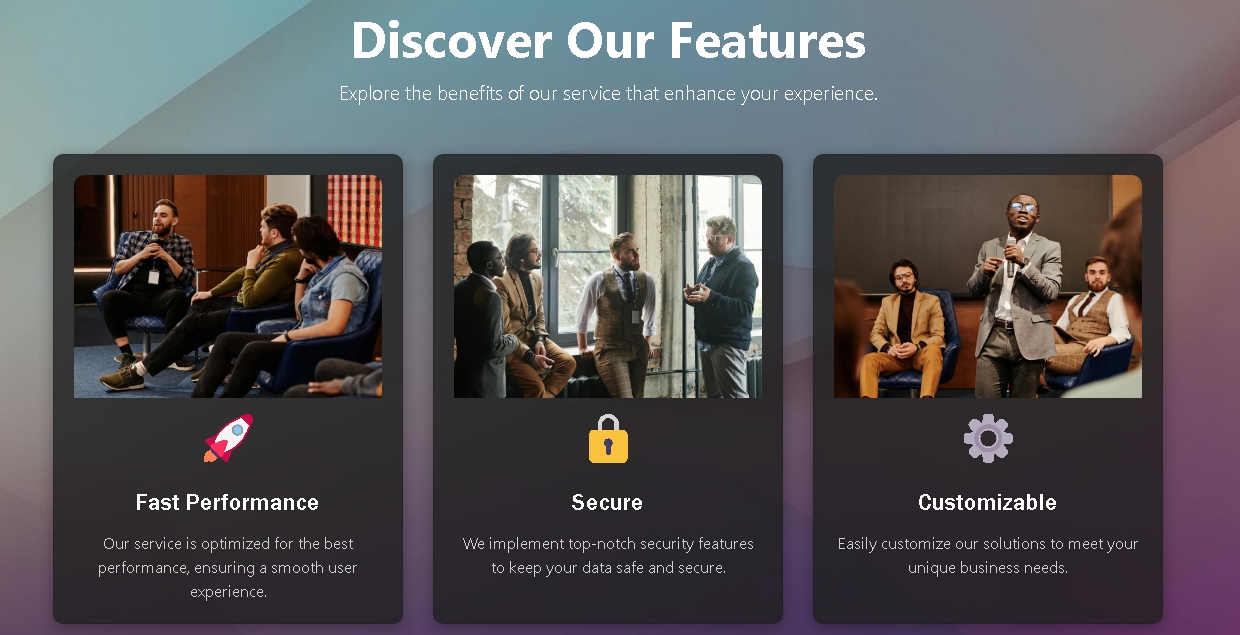 Discover Our Features
Explore the benefits of our service that enhance your experience.
Fast Performance
Our service is optimized for the best
performance, ensuring a smooth user
experience.
Secure
We implement top-notch security features
to keep your data safe and secure.
Customizable
Easily customize our solutions to meet your
unique business needs.